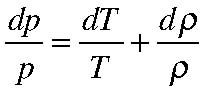 dp/p = dT/T + dρ/ρ